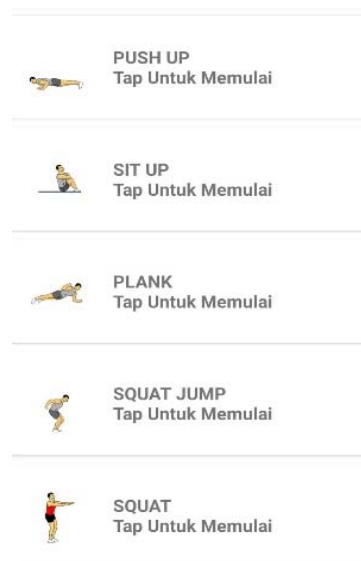 PUSH UP
Tap Untuk Memulai
SIT UP
Tap Untuk Memulai
PLANK
Tap Untuk Memulai
SQUAT JUMP
Tap Untuk Memulai
SQUAT
Tap Untuk Memulai